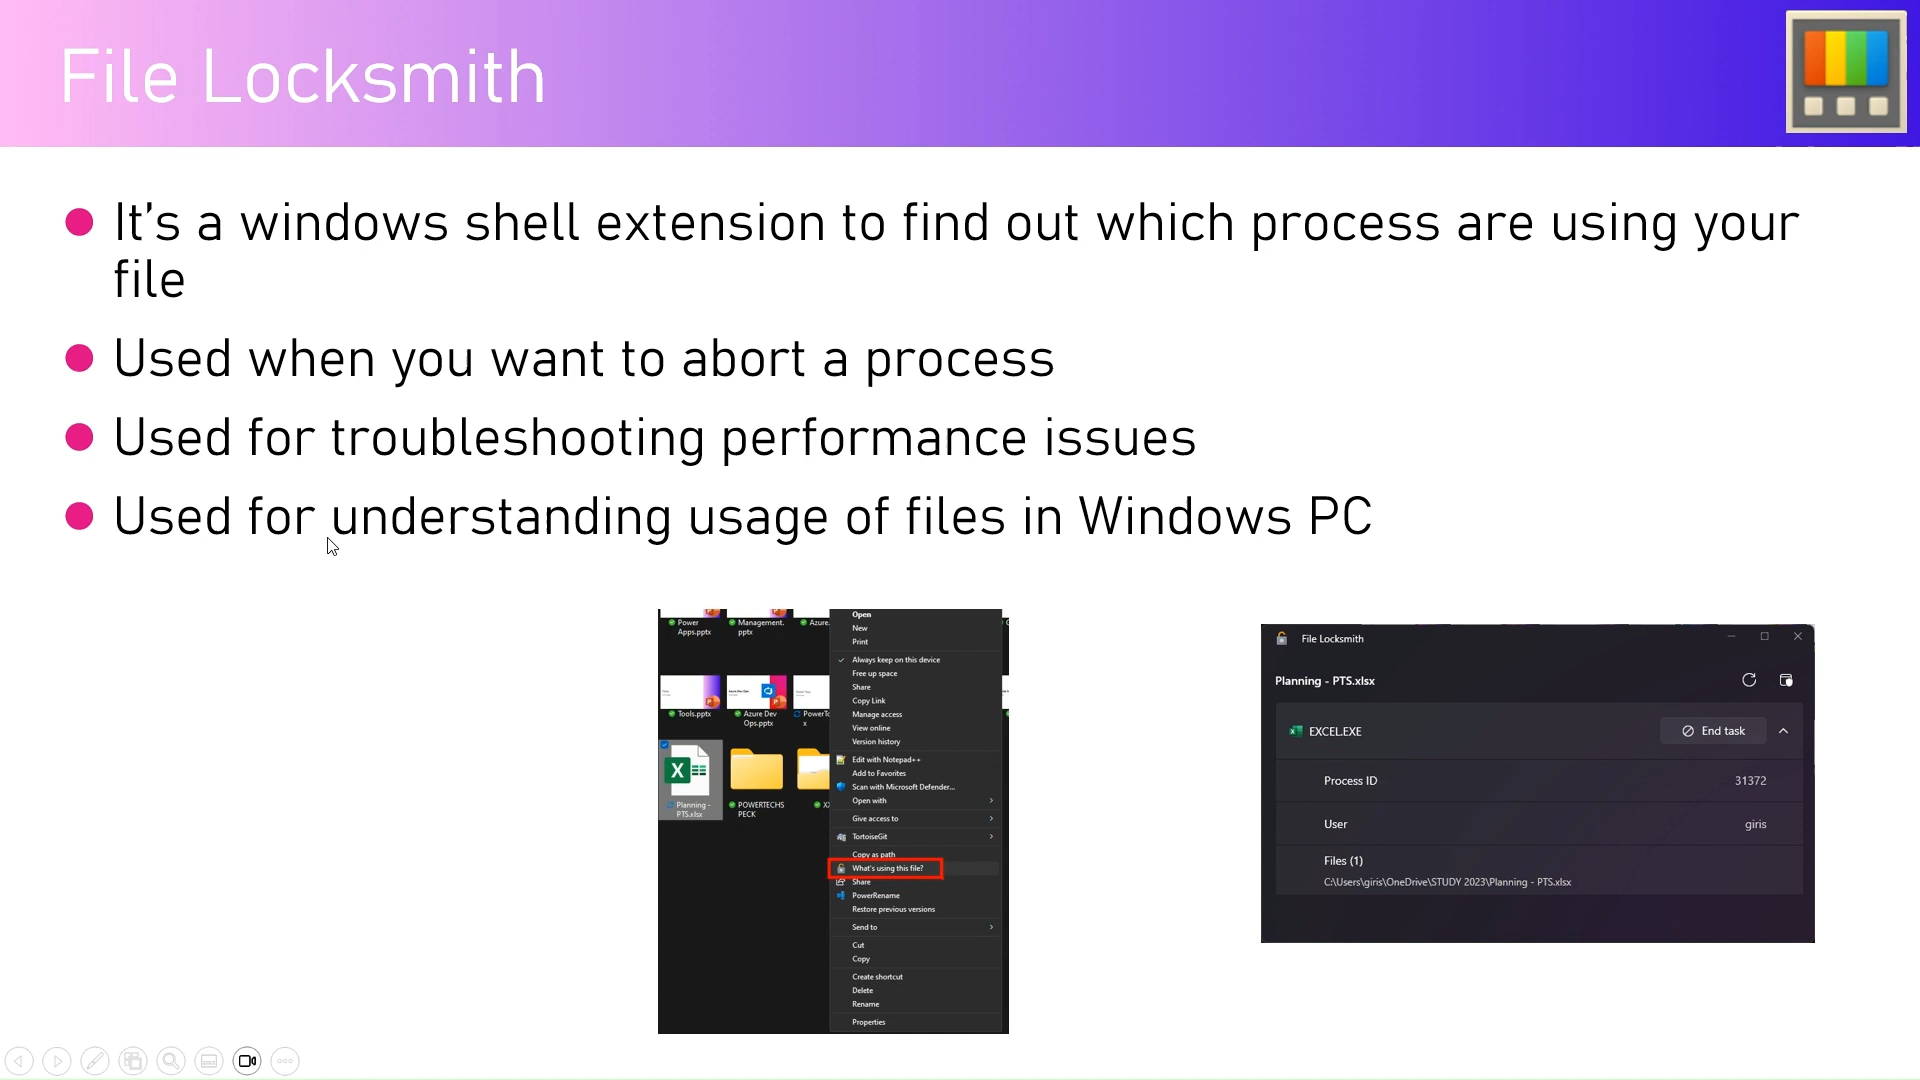 File Locksmith
It's a windows shell extension to find out which process are using your
file
Used when you want to abort a process
Used for troubleshooting performance issues
Used for understanding usage of files in Windows PC
Power
Apps.pptx
Management.
pptx
Azure.
Tools.pptx
Azure Dev
Ops.pptx
PowerTo
x
Planning -
PTS.xlsx
POWERTECHS
PECK
Open
New
Print
Always keep on this device
Free up space
Share
Copy Link
Manage access
View online
Version history
Edit with Notepad++
Add to Favorites
Scan with Microsoft Defender...
Open with
Give access to
TortoiseGit
Copy as path
What's using this file?
Share
PowerRename
Restore previous versions
Send to
Cut
Copy
Create shortcut
Delete
Rename
Properties
File Locksmith
Planning - PTS.xlsx
EXCEL.EXE
End task
Process ID 31372
User giris
Files (1)
C:\Users\giris\OneDrive\STUDY 2023\Planning - PTS.xlsx